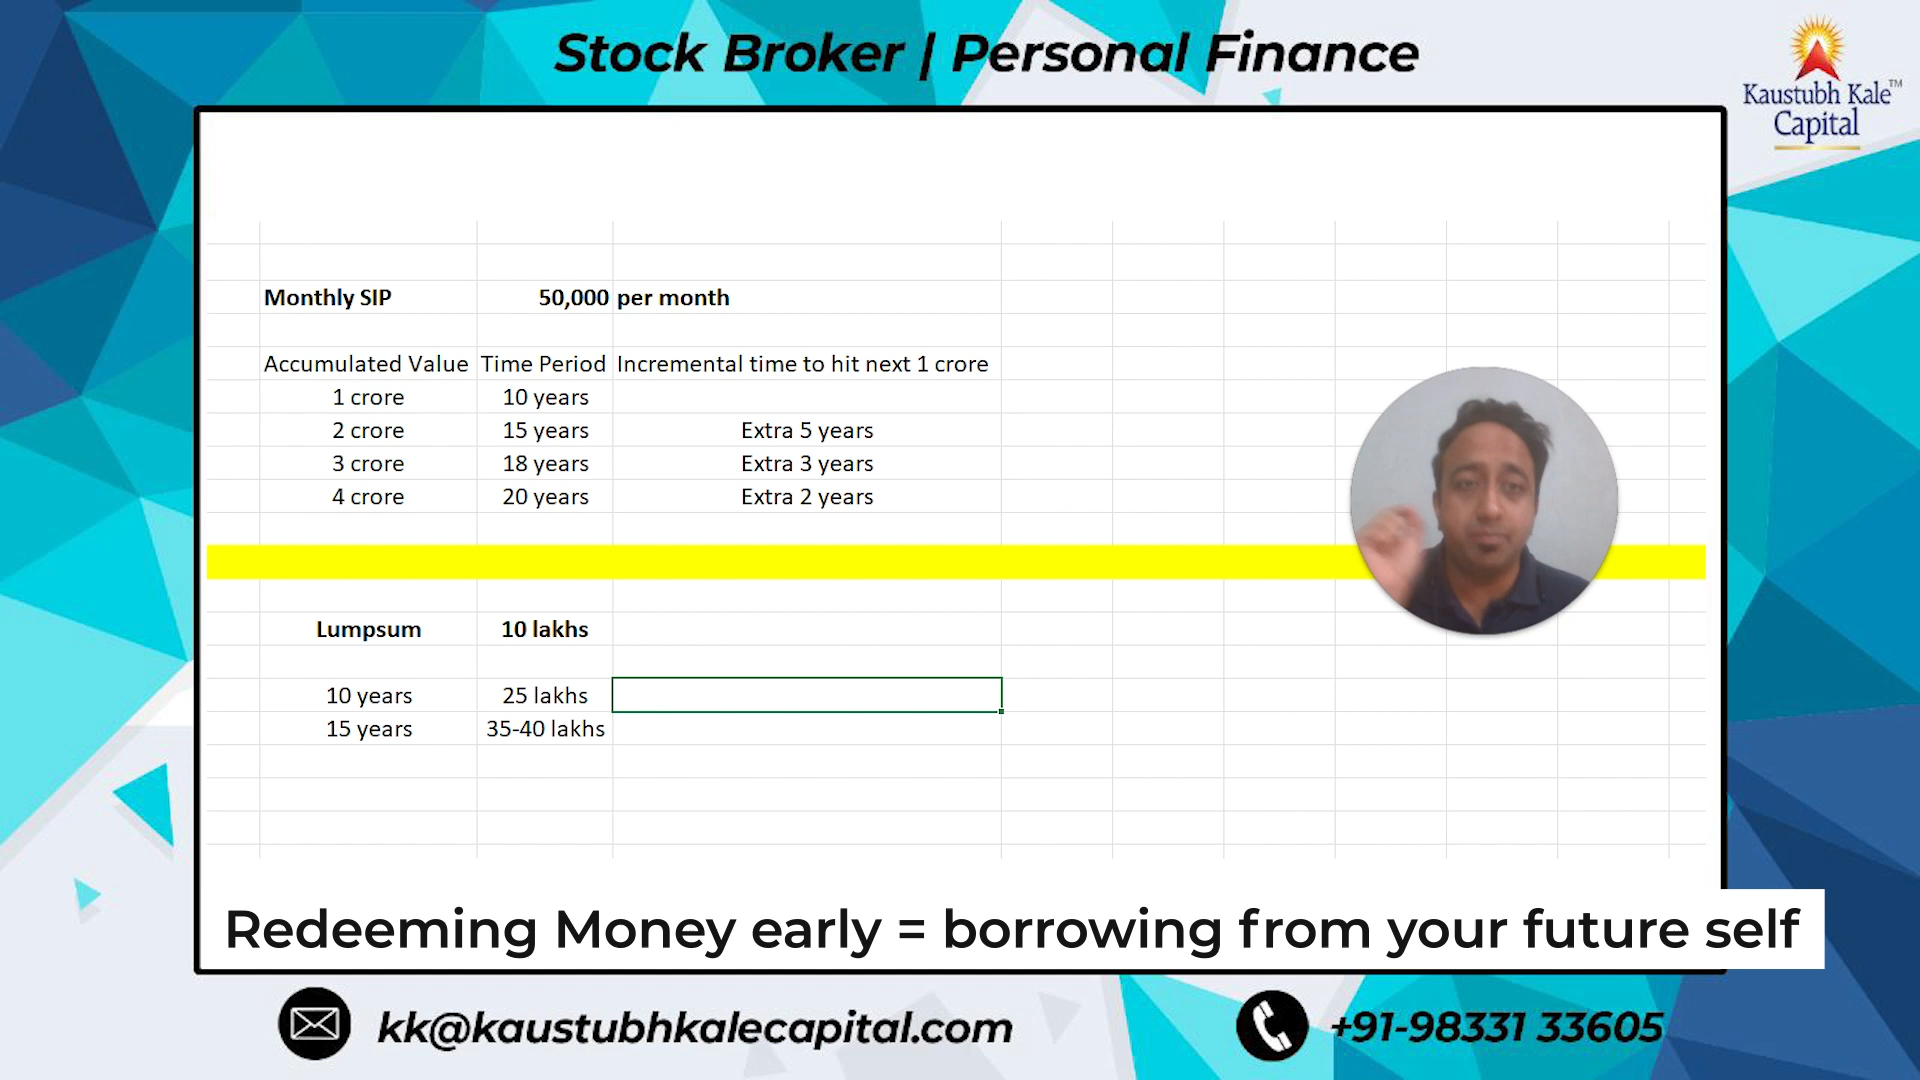 Stock Broker | Personal Finance
Kaustubh Kale™
Capital
Monthly SIP 50,000 per month
Accumulated Value Time Period Incremental time to hit next 1 crore
1 crore 10 years
2 crore 15 years Extra 5 years
3 crore 18 years Extra 3 years
4 crore 20 years Extra 2 years
Lumpsum 10 lakhs
10 years 25 lakhs
15 years 35-40 lakhs
Redeeming Money early = borrowing from your future self
kk@kaustubhkalecapital.com +91-98331 33605